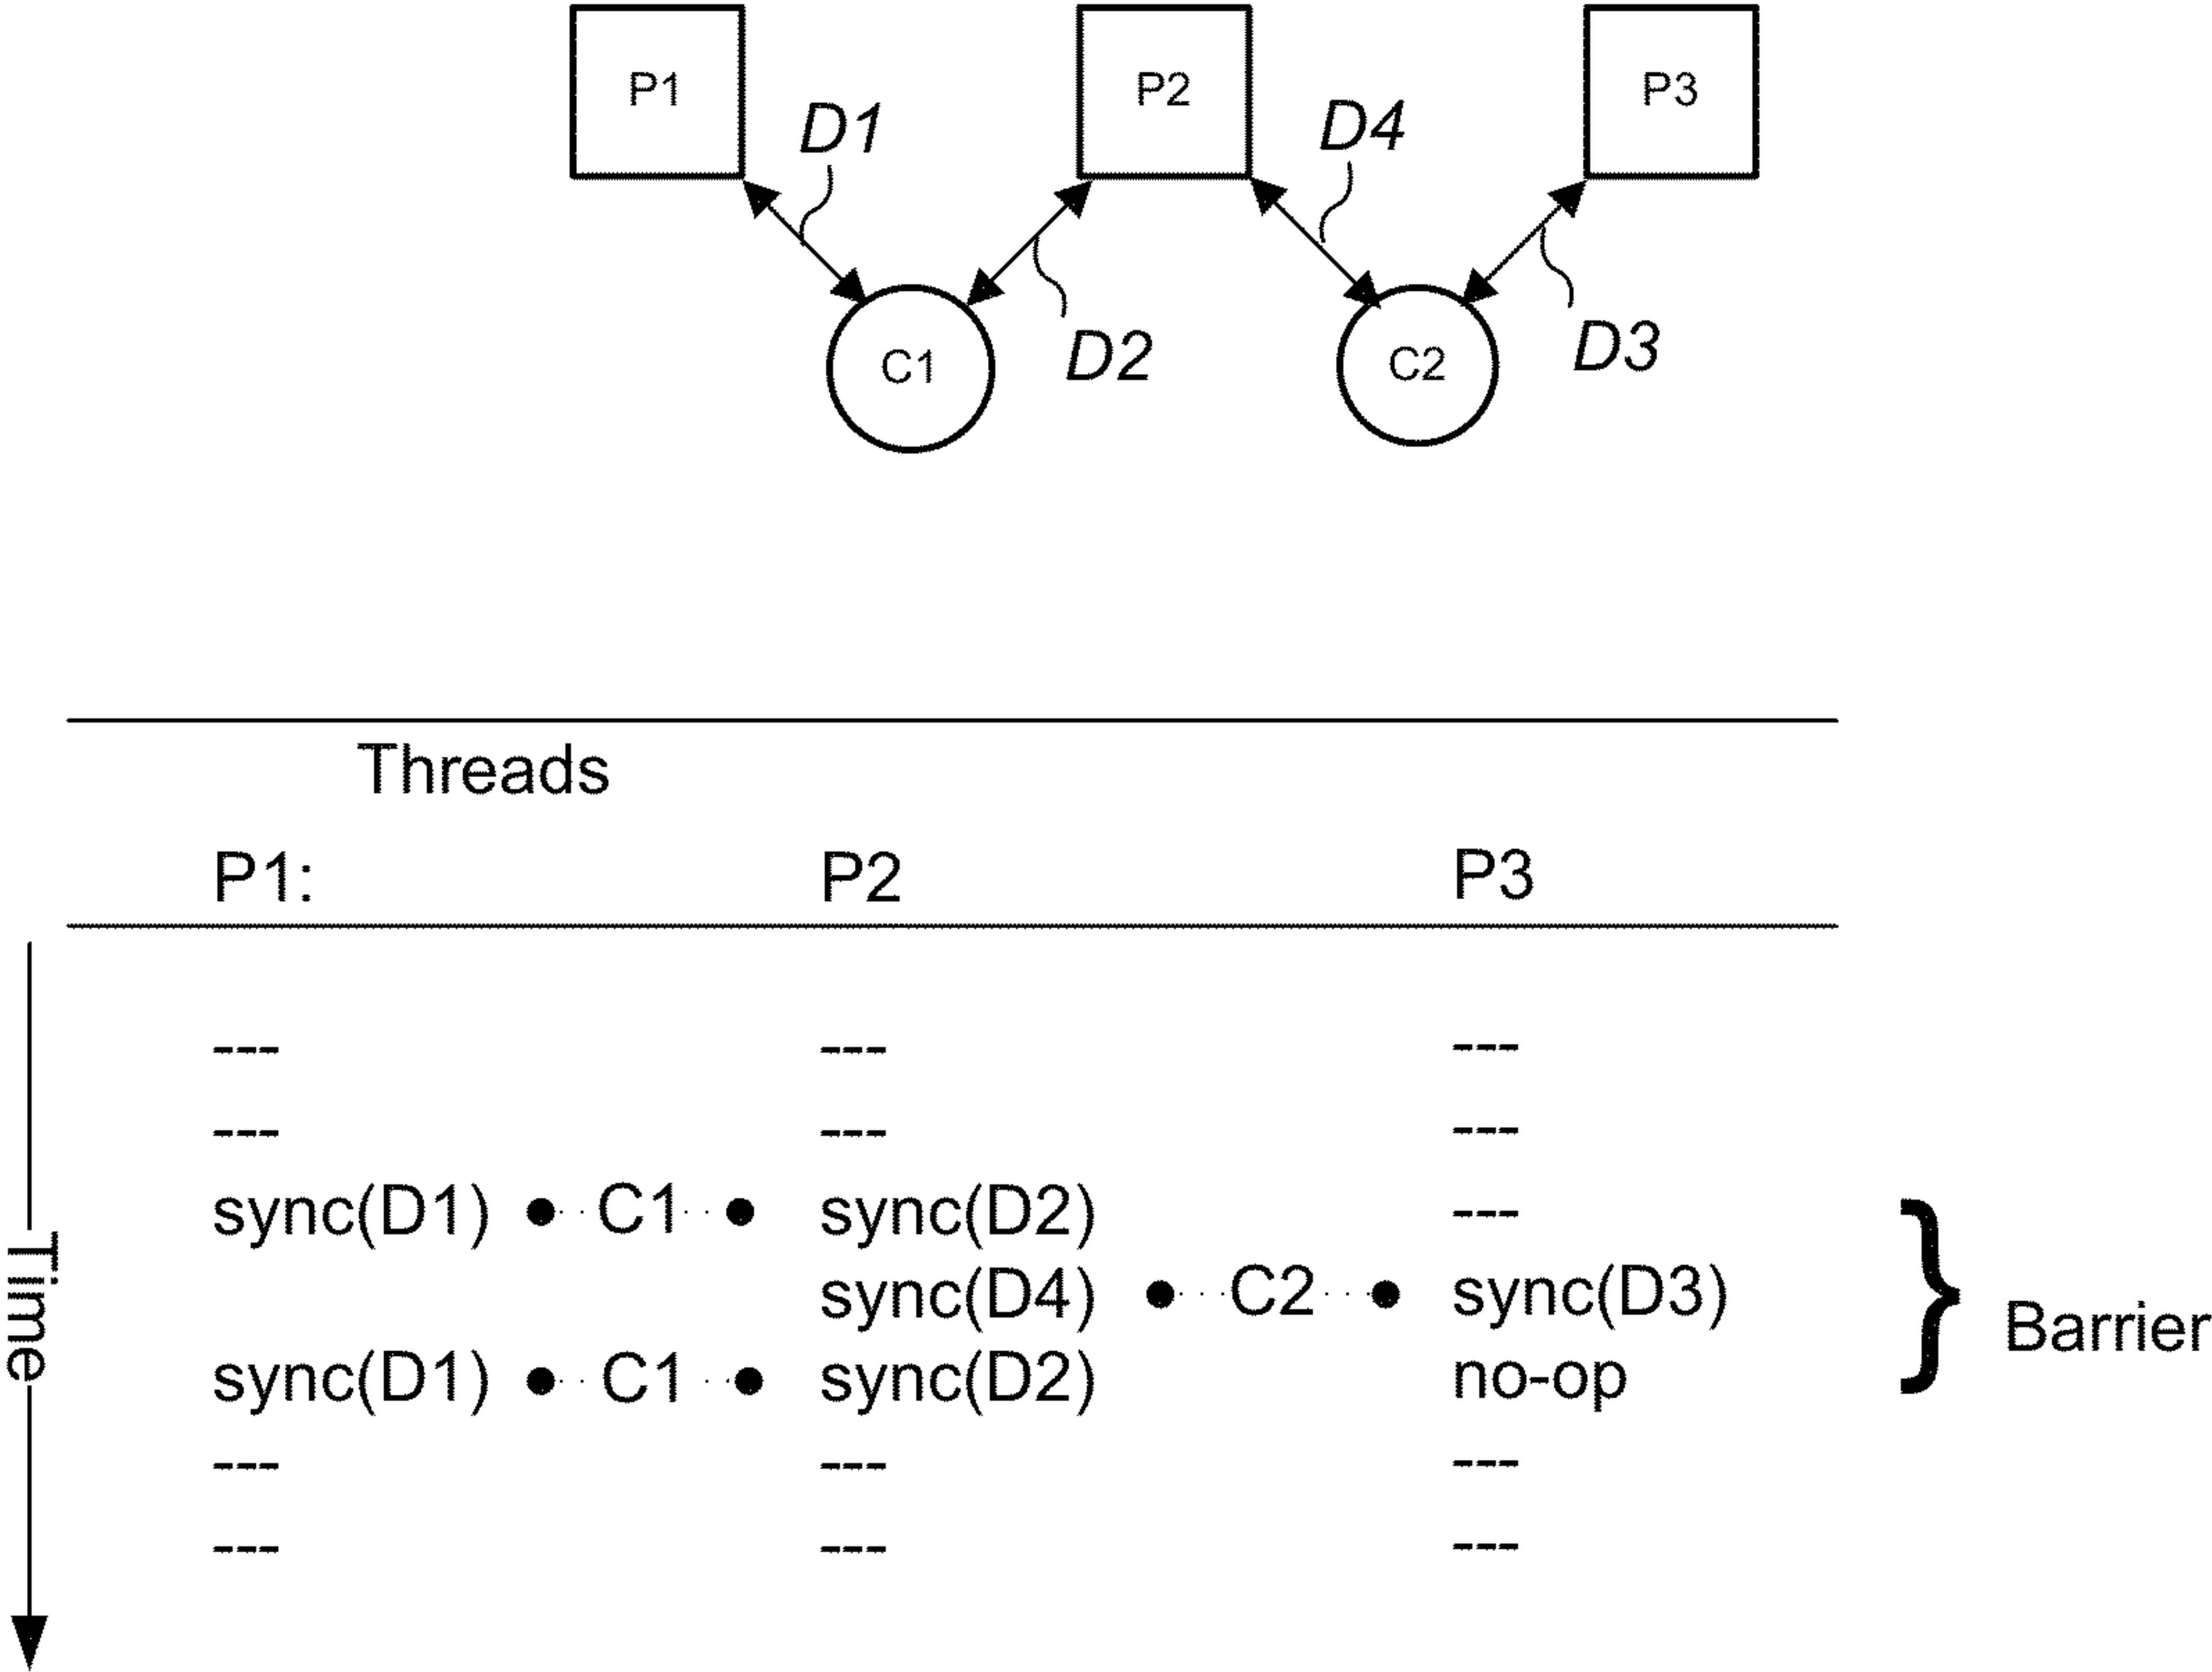 P1 P2 P3
D1 D4
D2 D3
C1 C2
Threads
P1: P2 P3
--- --- ---
--- --- ---
sync(D1) C1 sync(D2) ---
sync(D4) C2 sync(D3)
sync(D1) C1 sync(D2) no-op
--- --- ---
--- --- ---
Time
} Barrier